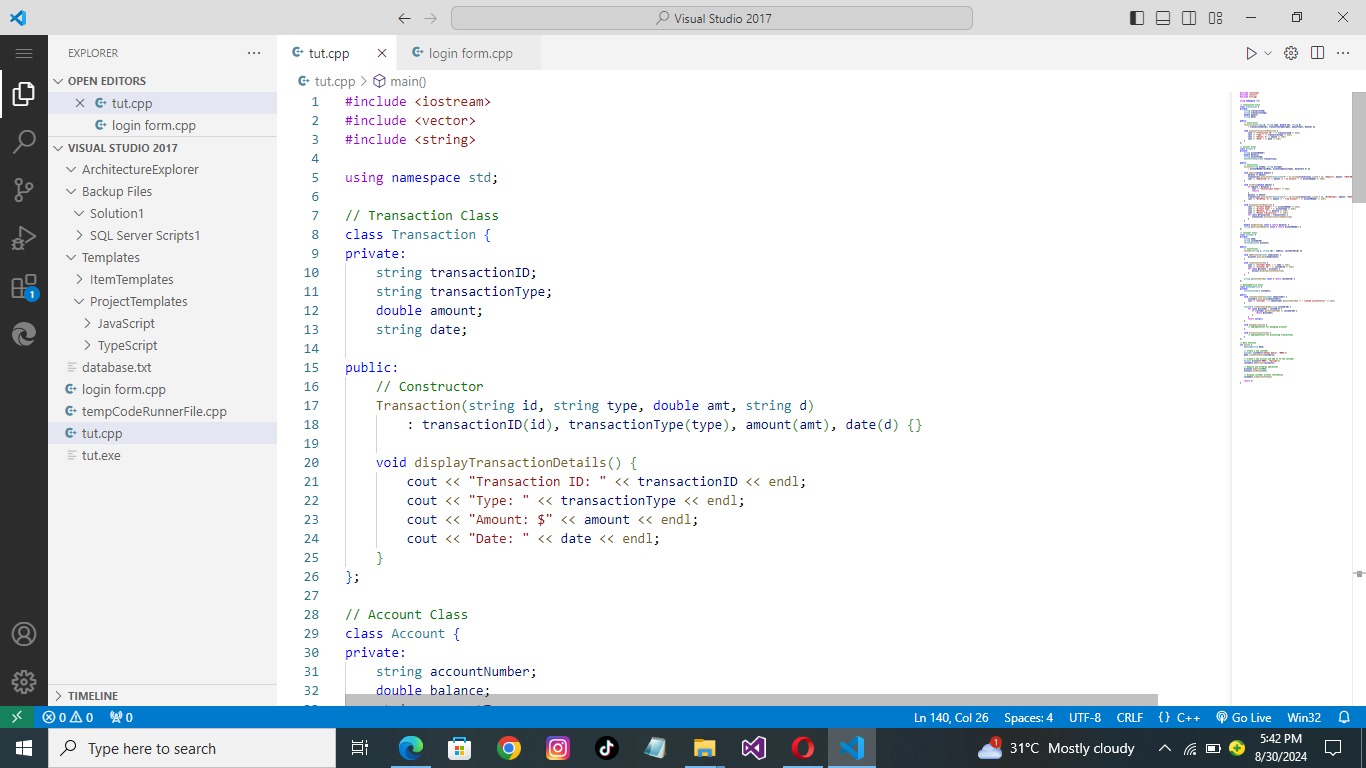 Visual Studio 2017
EXPLORER
OPEN EDITORS
tut.cpp
login form.cpp
VISUAL STUDIO 2017
ArchitectureExplorer
Backup Files
Solution1
SQL Server Scripts1
Templates
ItemTemplates
ProjectTemplates
JavaScript
TypeScript
database.txt
login form.cpp
tempCodeRunnerFile.cpp
tut.cpp
tut.exe
TIMELINE
1
tut.cpp login form.cpp
tut.cpp > main()
1 #include <iostream>
2 #include <vector>
3 #include <string>
4
5 using namespace std;
6
7 // Transaction Class
8 class Transaction {
9 private:
10 string transactionID;
11 string transactionType;
12 double amount;
13 string date;
14
15 public:
16 // Constructor
17 Transaction(string id, string type, double amt, string d)
18 : transactionID(id), transactionType(type), amount(amt), date(d) {}
19
20 void displayTransactionDetails() {
21 cout << "Transaction ID: " << transactionID << endl;
22 cout << "Type: " << transactionType << endl;
23 cout << "Amount: $" << amount << endl;
24 cout << "Date: " << date << endl;
25 }
26 };
27
28 // Account Class
29 class Account {
30 private:
31 string accountNumber;
32 double balance;
0 0 0 Ln 140, Col 26 Spaces: 4 UTF-8 CRLF {} C++ Go Live Win32
Type here to search 1 31°C Mostly cloudy 5:42 PM
8/30/2024